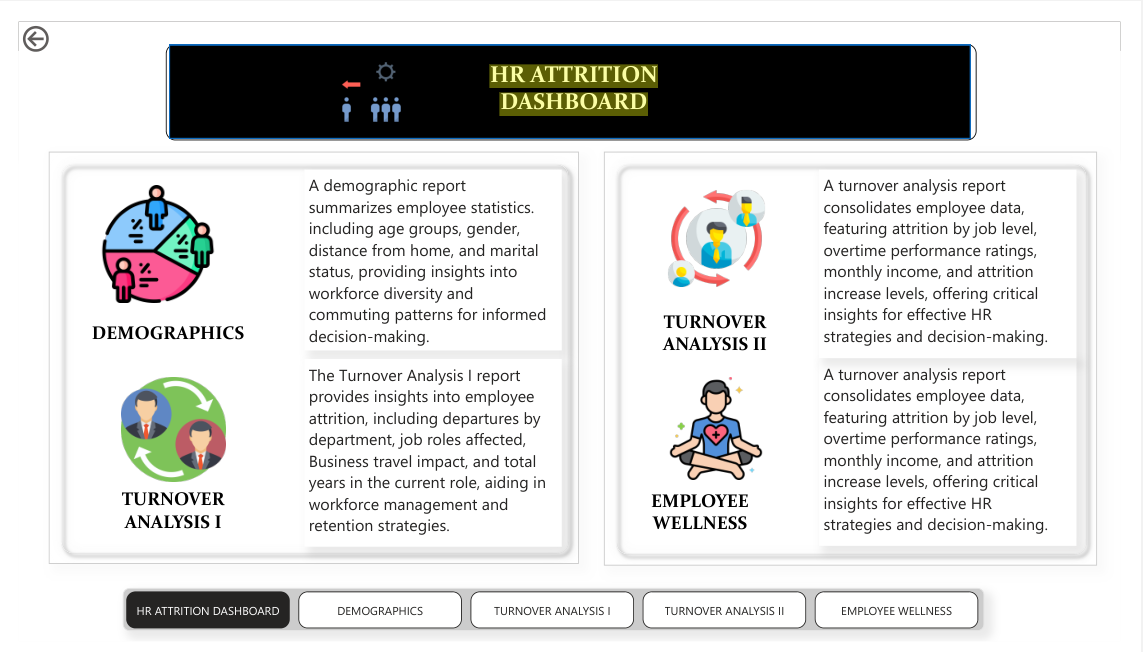 HR ATTRITION
DASHBOARD
A demographic report
summarizes employee statistics.
including age groups, gender,
distance from home, and marital
status, providing insights into
workforce diversity and
commuting patterns for informed
decision-making.
DEMOGRAPHICS
The Turnover Analysis I report
provides insights into employee
attrition, including departures by
department, job roles affected,
Business travel impact, and total
years in the current role, aiding in
workforce management and
retention strategies.
TURNOVER
ANALYSIS I
A turnover analysis report
consolidates employee data,
featuring attrition by job level,
overtime performance ratings,
monthly income, and attrition
increase levels, offering critical
insights for effective HR
strategies and decision-making.
TURNOVER
ANALYSIS II
A turnover analysis report
consolidates employee data,
featuring attrition by job level,
overtime performance ratings,
monthly income, and attrition
increase levels, offering critical
insights for effective HR
strategies and decision-making.
EMPLOYEE
WELLNESS
HR ATTRITION DASHBOARD
DEMOGRAPHICS
TURNOVER ANALYSIS I
TURNOVER ANALYSIS II
EMPLOYEE WELLNESS